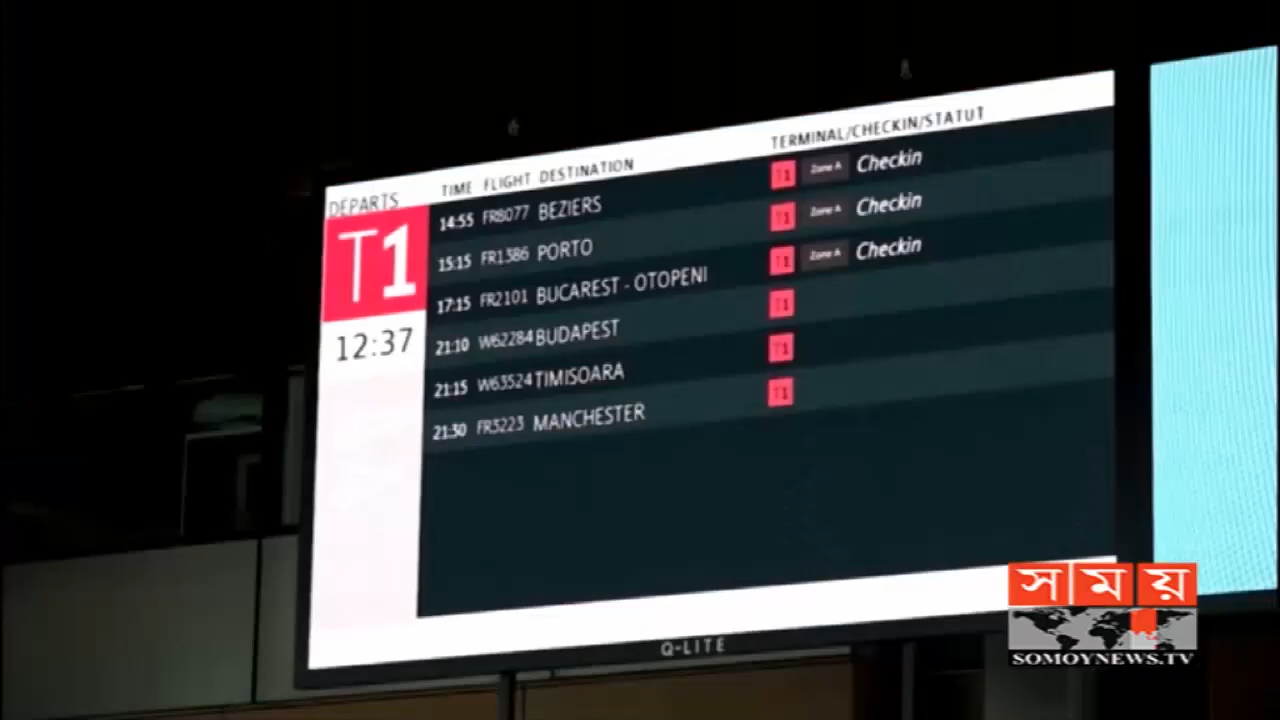 DEPARTS TIME FLIGHT DESTINATION TERMINAL/CHECKIN/STATUT
T1
12:37
14:55 FR8077 BEZIERS T1 Zone A Checkin
15:15 FR1386 PORTO T1 Zone A Checkin
17:15 FR2101 BUCAREST - OTOPENI T1 Zone A Checkin
21:10 W62284 BUDAPEST T1
21:15 W63524 TIMISOARA T1
21:30 FR3223 MANCHESTER T1
Q-LITE
সময়
SOMOYNEWS.TV